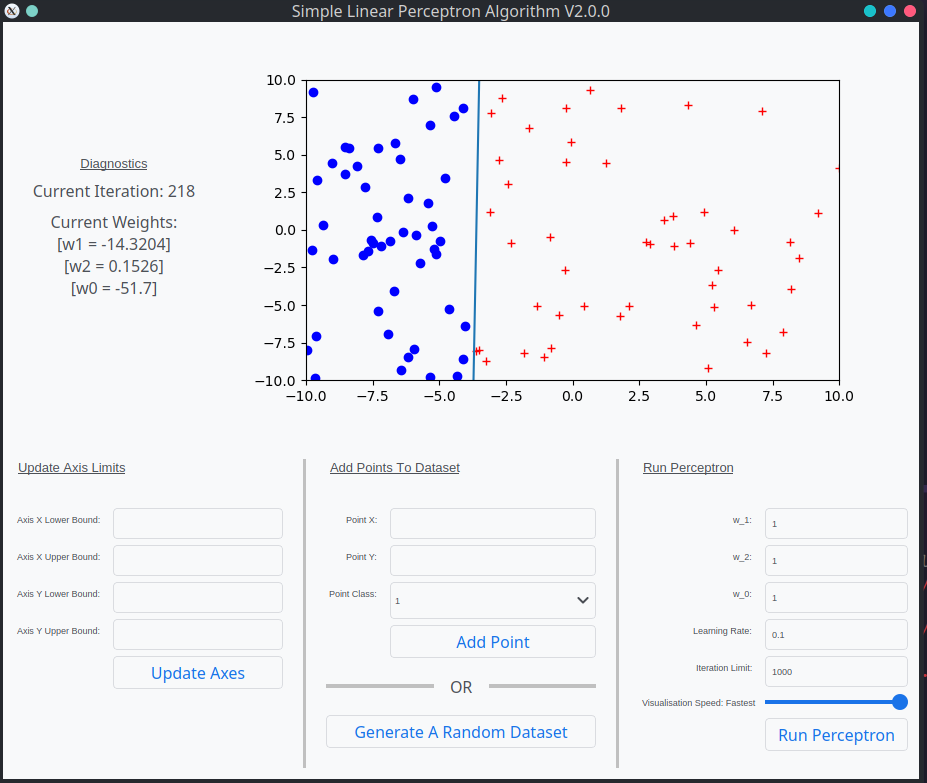 Simple Linear Perceptron Algorithm V2.0.0
Diagnostics
Current Iteration: 218
Current Weights:
[w1 = -14.3204]
[w2 = 0.1526]
[w0 = -51.7]
10.0
7.5
5.0
2.5
0.0
−2.5
−5.0
−7.5
−10.0
−10.0 −7.5 −5.0 −2.5 0.0 2.5 5.0 7.5 10.0
Update Axis Limits
Axis X Lower Bound:
Axis X Upper Bound:
Axis Y Lower Bound:
Axis Y Upper Bound:
Update Axes
Add Points To Dataset
Point X:
Point Y:
Point Class: 1
Add Point
OR
Generate A Random Dataset
Run Perceptron
w_1: 1
w_2: 1
w_0: 1
Learning Rate: 0.1
Iteration Limit: 1000
Visualisation Speed: Fastest
Run Perceptron